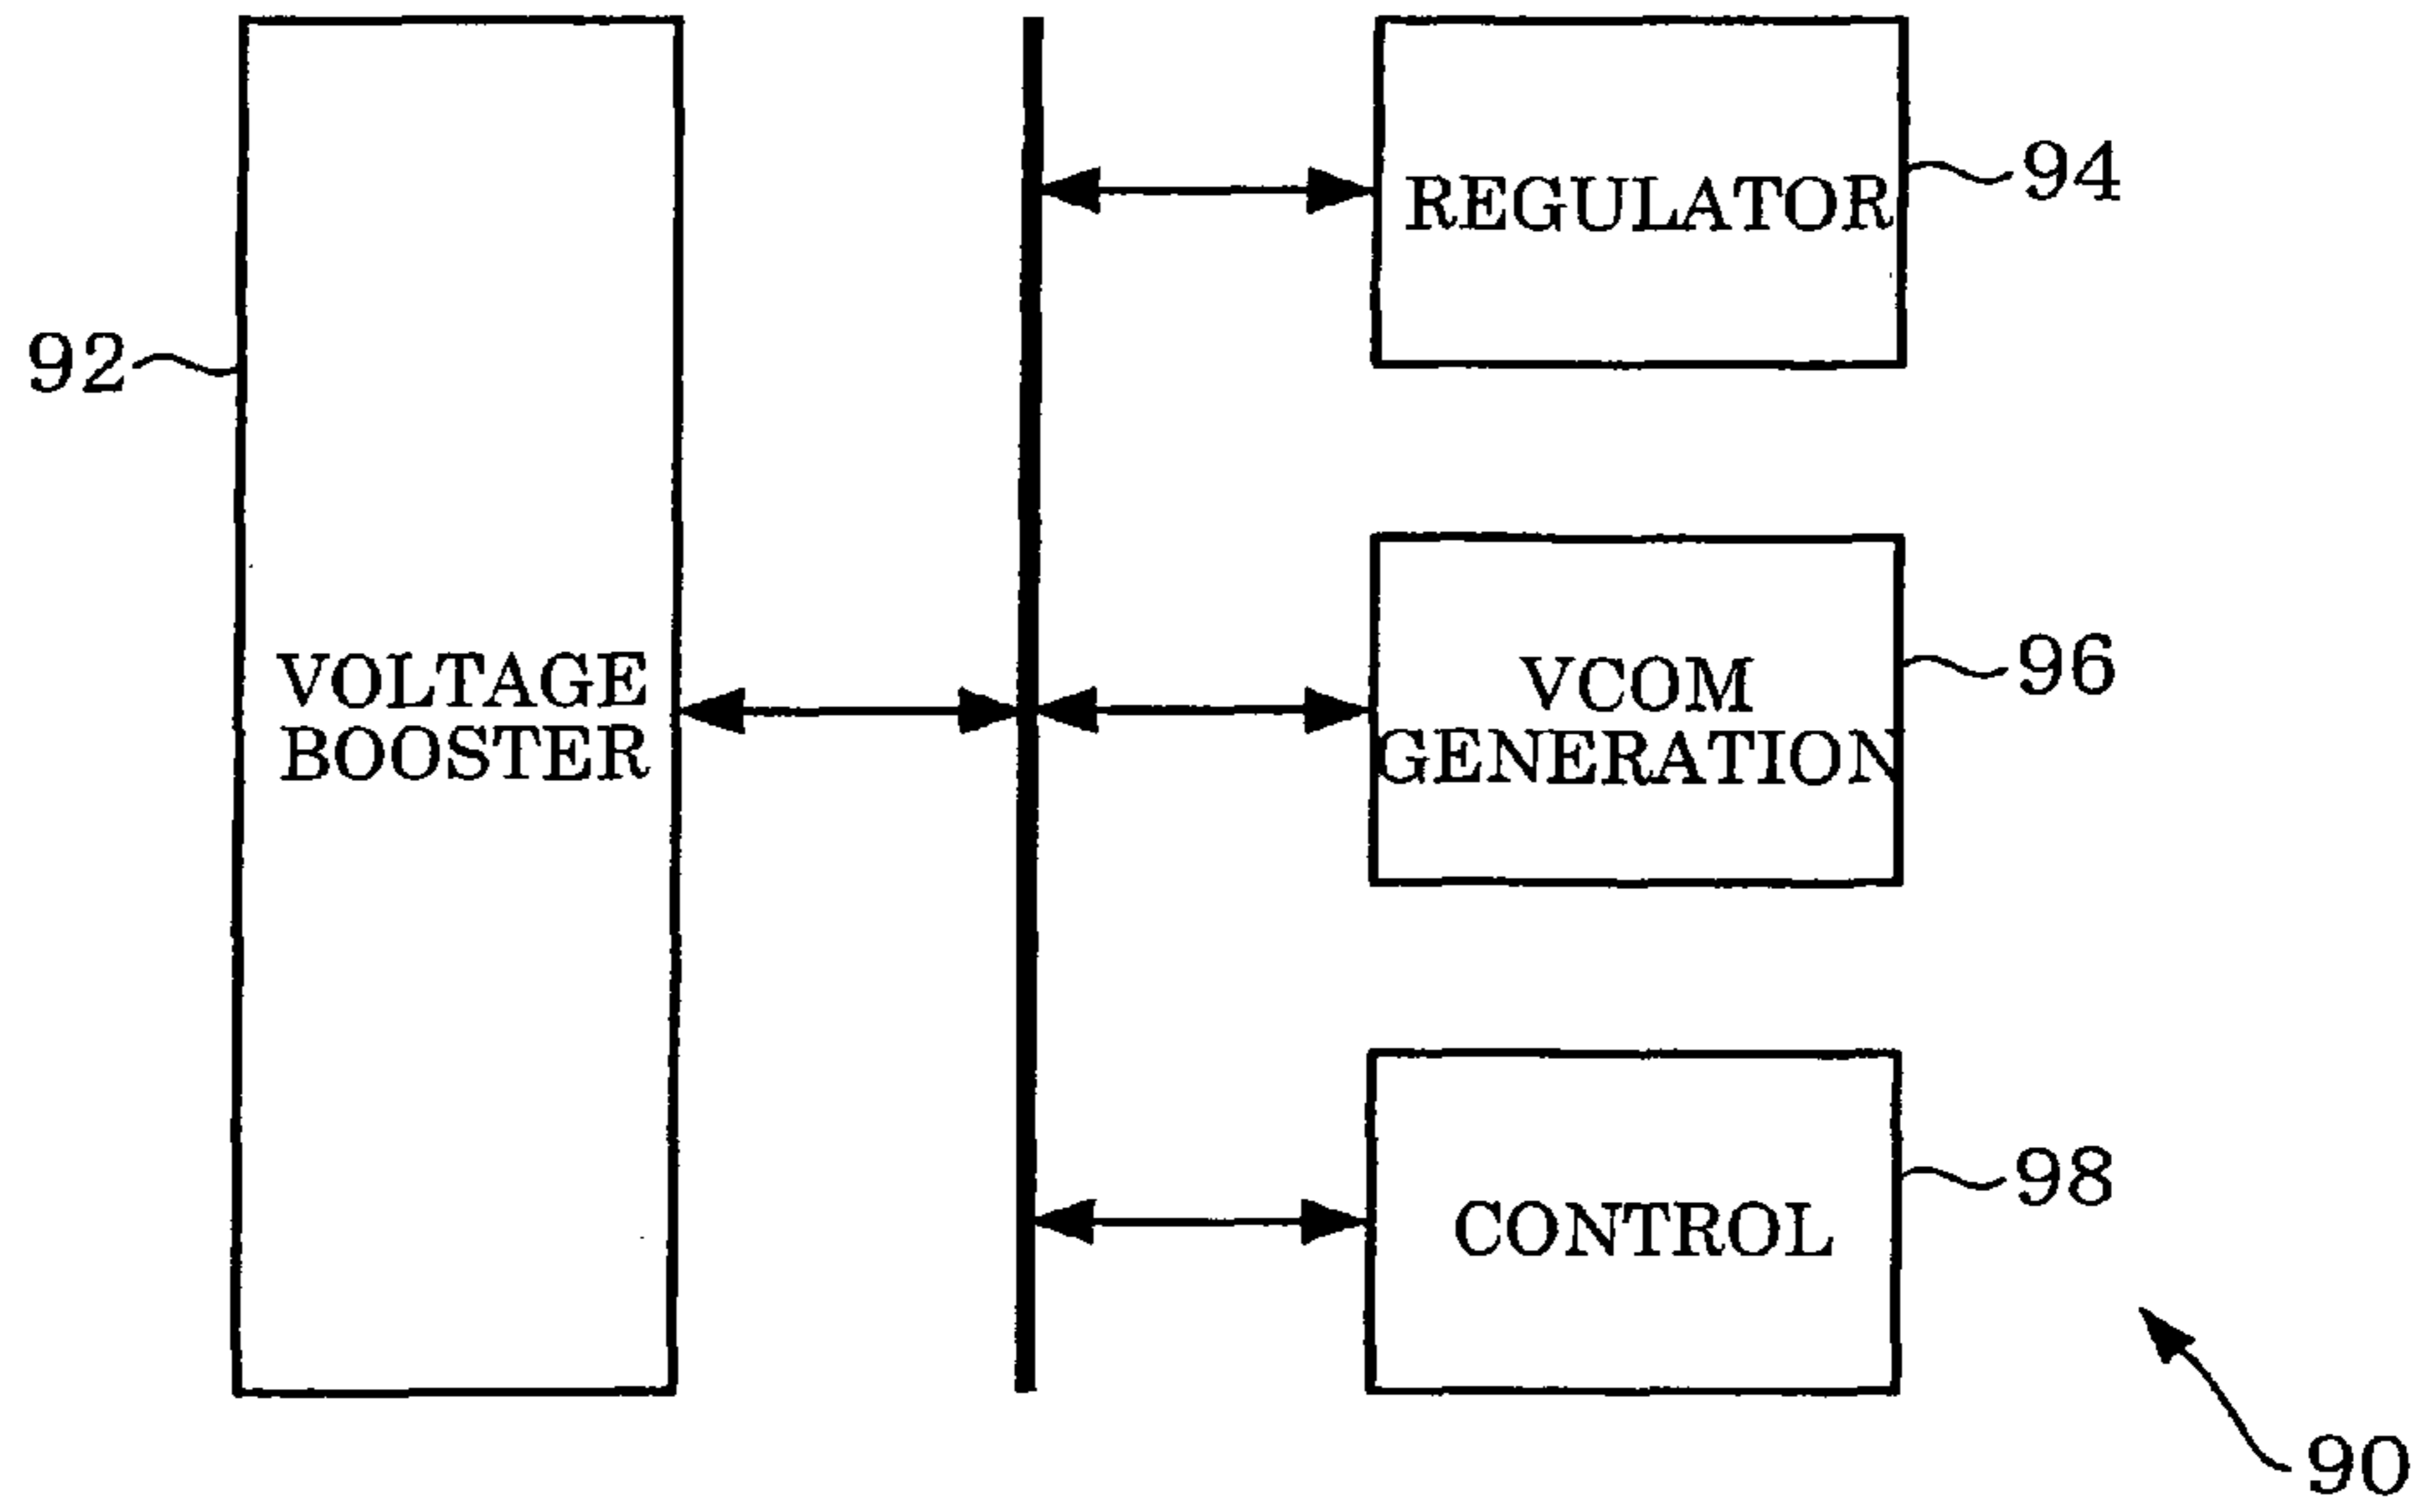 94
REGULATOR
92
96
VCOM
GENERATION
VOLTAGE
BOOSTER
98
CONTROL
90